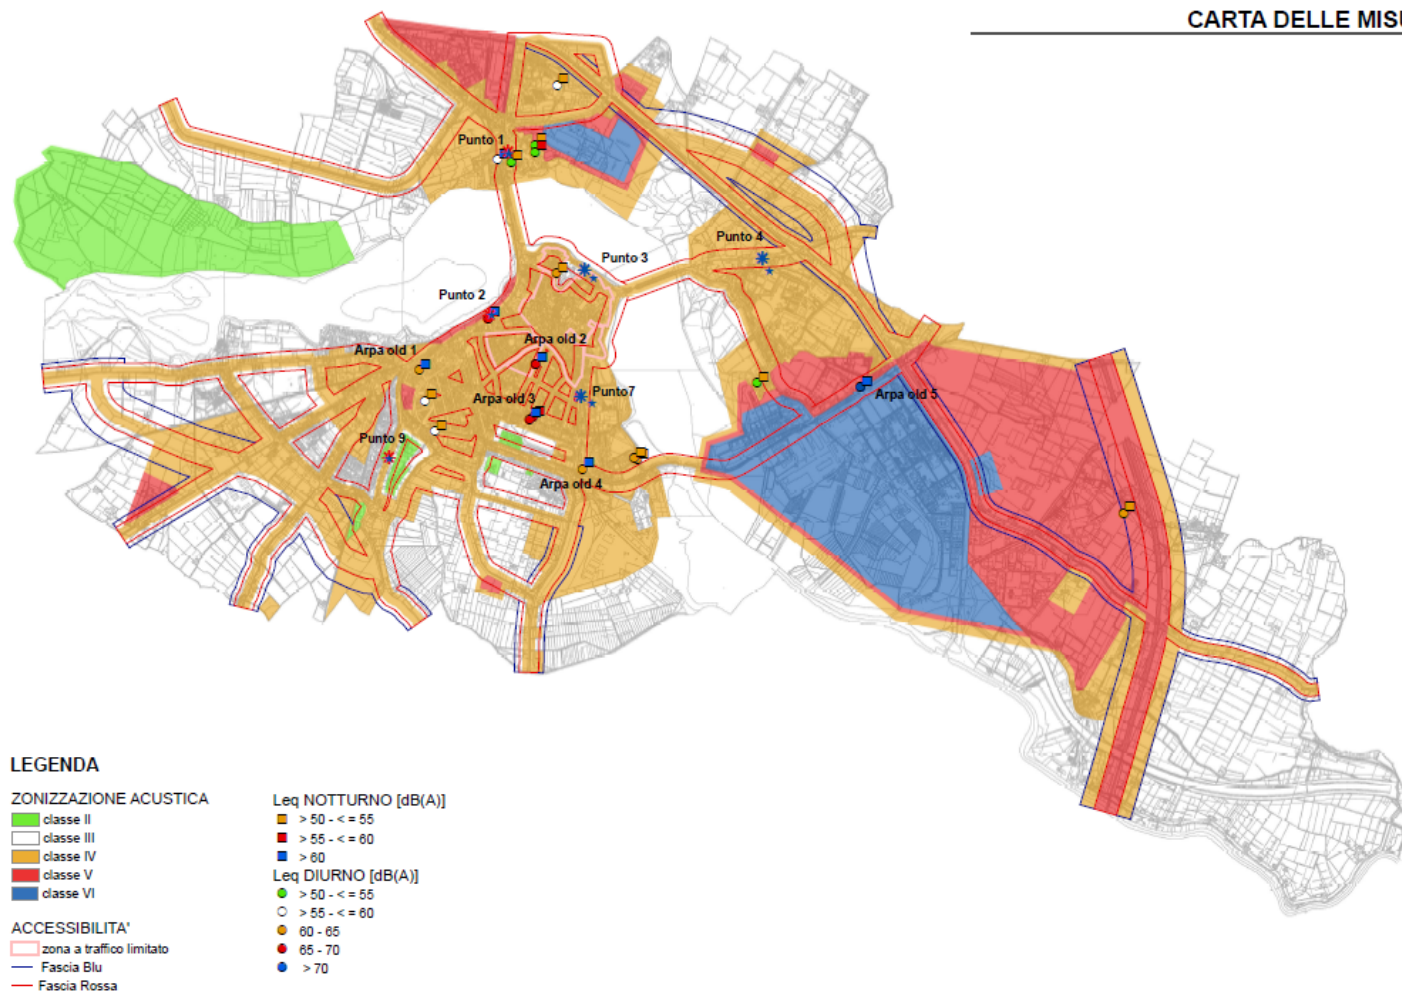 CARTA DELLE MISU
Punto 1
Punto 4
Punto 3
Punto 2
Arpa old 2
Arpa old 1
Arpa old 5
Punto7
Arpa old 3
Punto 9
Arpa old 4
LEGENDA
ZONIZZAZIONE ACUSTICA
classe II
classe III
classe IV
classe V
classe VI
ACCESSIBILITA'
zona a traffico limitato
Fascia Blu
Fascia Rossa
Leq NOTTURNO [dB(A)]
> 50 - < = 55
> 55 - < = 60
> 60
Leq DIURNO [dB(A)]
> 50 - < = 55
> 55 - < = 60
60 - 65
65 - 70
> 70